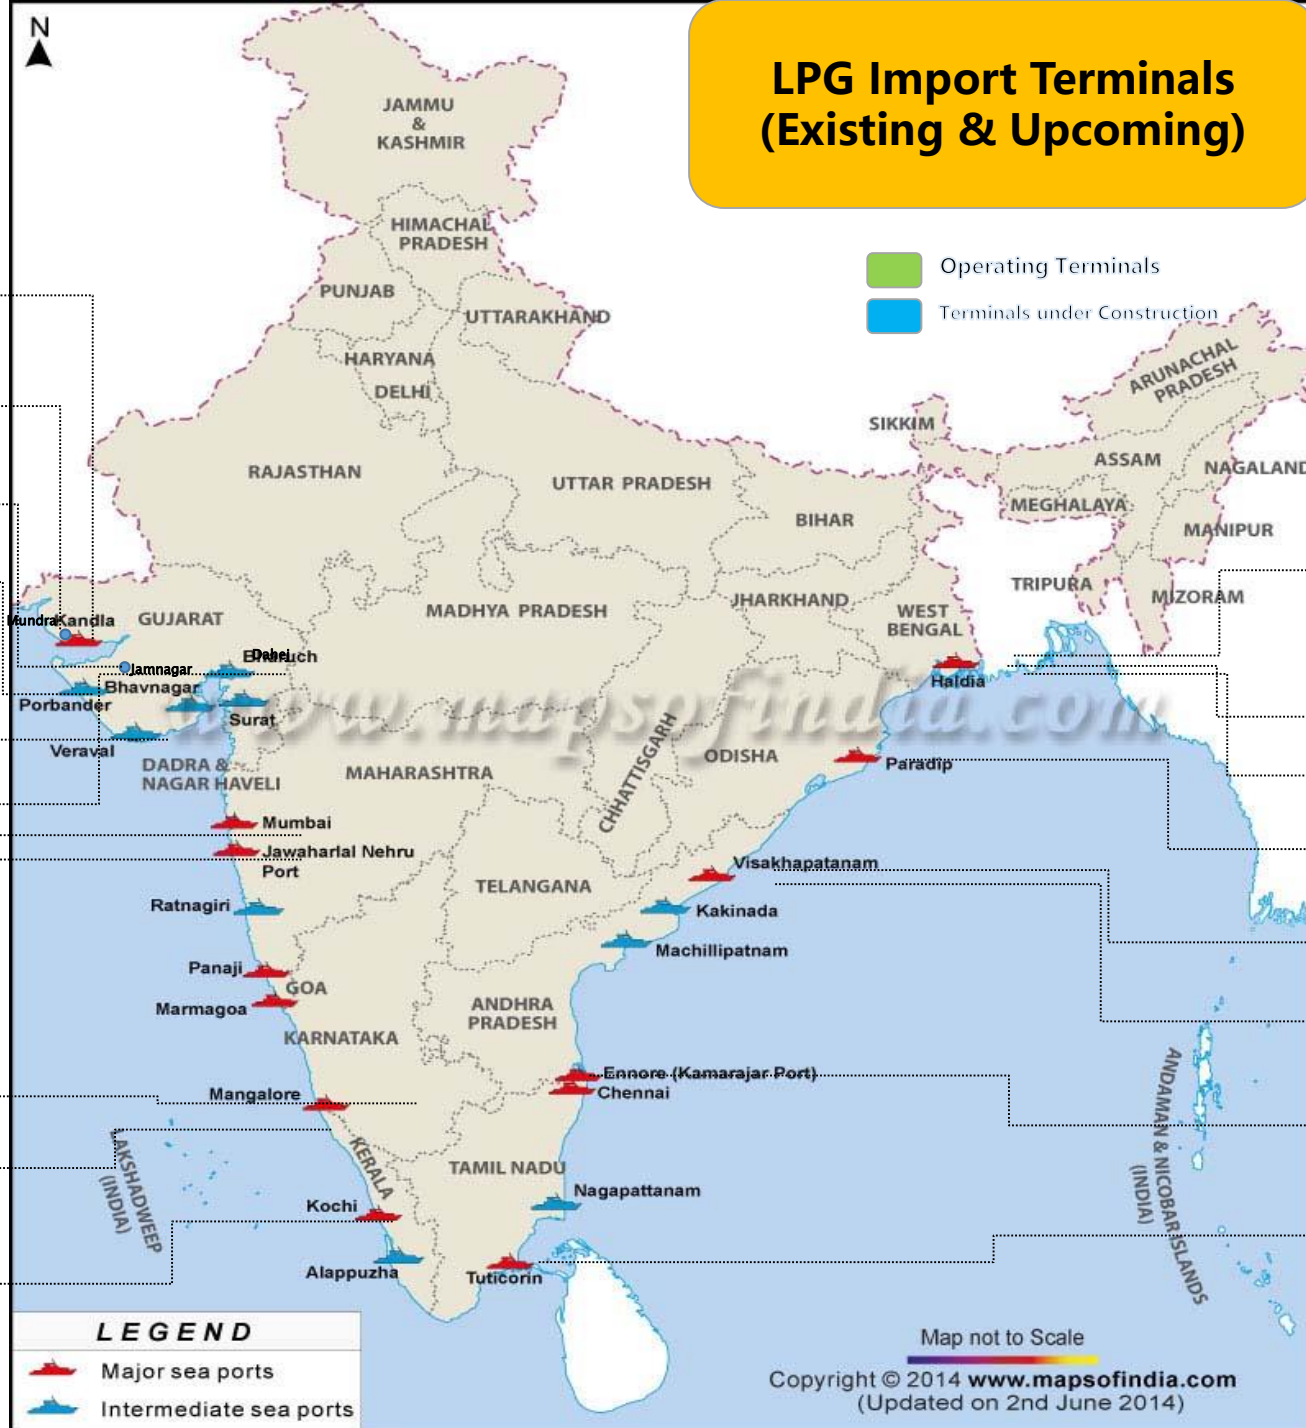 N
LPG Import Terminals
(Existing & Upcoming)
Operating Terminals
Terminals under Construction
JAMMU
&
KASHMIR
HIMACHAL
PRADESH
PUNJAB
UTTARAKHAND
HARYANA
DELHI
ARUNACHAL
PRADESH
SIKKIM
RAJASTHAN
UTTAR PRADESH
ASSAM
NAGALAND
BIHAR
MEGHALAYA
MANIPUR
TRIPURA
MIZORAM
GUJARAT
MADHYA PRADESH
JHARKHAND
WEST
BENGAL
Mundra
Kandla
Dahej
Bharuch
Jamnagar
Bhavnagar
Porbander
Surat
Haldia
www.mapsofindia.com
Veraval
DADRA &
NAGAR HAVELI
MAHARASHTRA
CHHATTISGARH
ODISHA
Paradip
Mumbai
Jawaharlal Nehru
Port
Visakhapatanam
TELANGANA
Ratnagiri
Kakinada
Machillipatnam
Panaji
GOA
Marmagoa
ANDHRA
PRADESH
KARNATAKA
Ennore (Kamarajar Port)
Chennai
Mangalore
LAKSHADWEEP
(INDIA)
KERALA
TAMIL NADU
ANDAMAN & NICOBAR ISLANDS
(INDIA)
Nagapattanam
Kochi
Alappuzha
Tuticorin
LEGEND
Major sea ports
Intermediate sea ports
Map not to Scale
Copyright © 2014 www.mapsofindia.com
(Updated on 2nd June 2014)